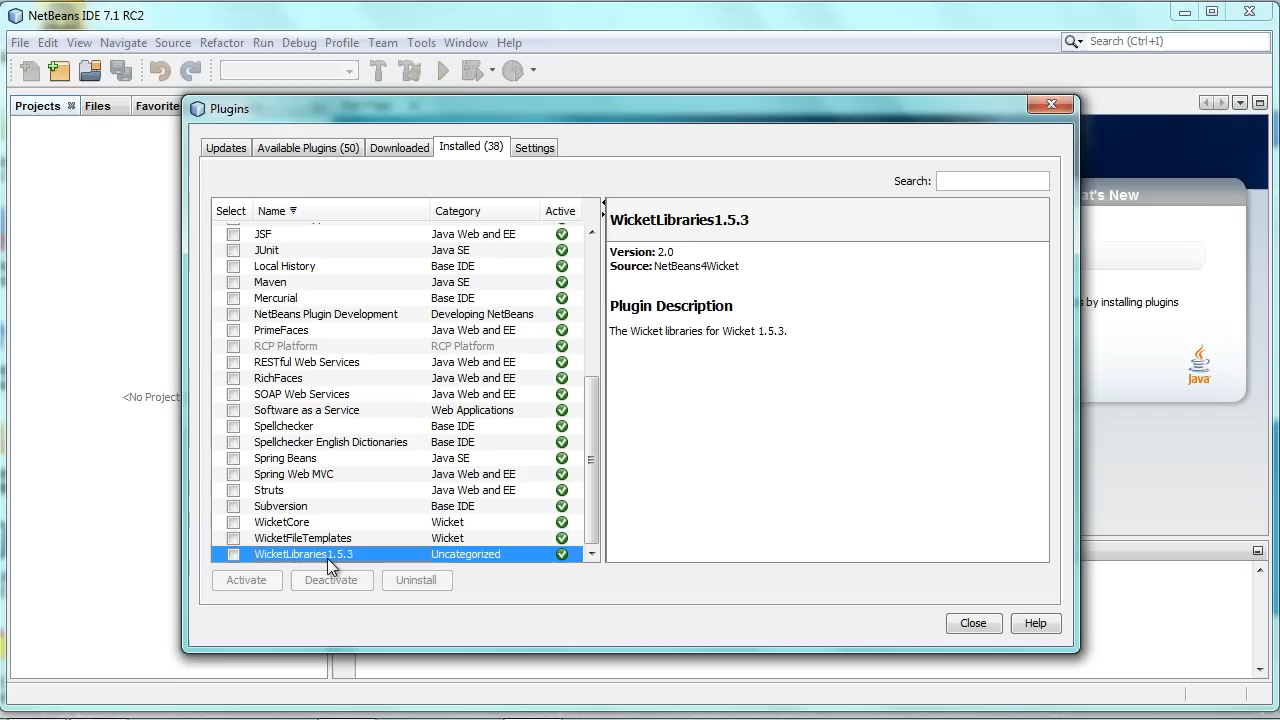 NetBeans IDE 7.1 RC2
File Edit View Navigate Source Refactor Run Debug Profile Team Tools Window Help
Search (Ctrl+I)
Projects Files Favorite
Plugins
Updates Available Plugins (50) Downloaded Installed (38) Settings
Search:
Select Name Category Active
JSF Java Web and EE
JUnit Java SE
Local History Base IDE
Maven Java SE
Mercurial Base IDE
NetBeans Plugin Development Developing NetBeans
PrimeFaces Java Web and EE
RCP Platform RCP Platform
RESTful Web Services Java Web and EE
RichFaces Java Web and EE
SOAP Web Services Java Web and EE
Software as a Service Web Applications
Spellchecker Base IDE
Spellchecker English Dictionaries Base IDE
Spring Beans Java SE
Spring Web MVC Java Web and EE
Struts Java Web and EE
Subversion Base IDE
WicketCore Wicket
WicketFileTemplates Wicket
WicketLibraries1.5.3 Uncategorized
Activate Deactivate Uninstall
WicketLibraries1.5.3
Version: 2.0
Source: NetBeans4Wicket
Plugin Description
The Wicket libraries for Wicket 1.5.3.
Close Help
<No Project
at's New
s by installing plugins
Java